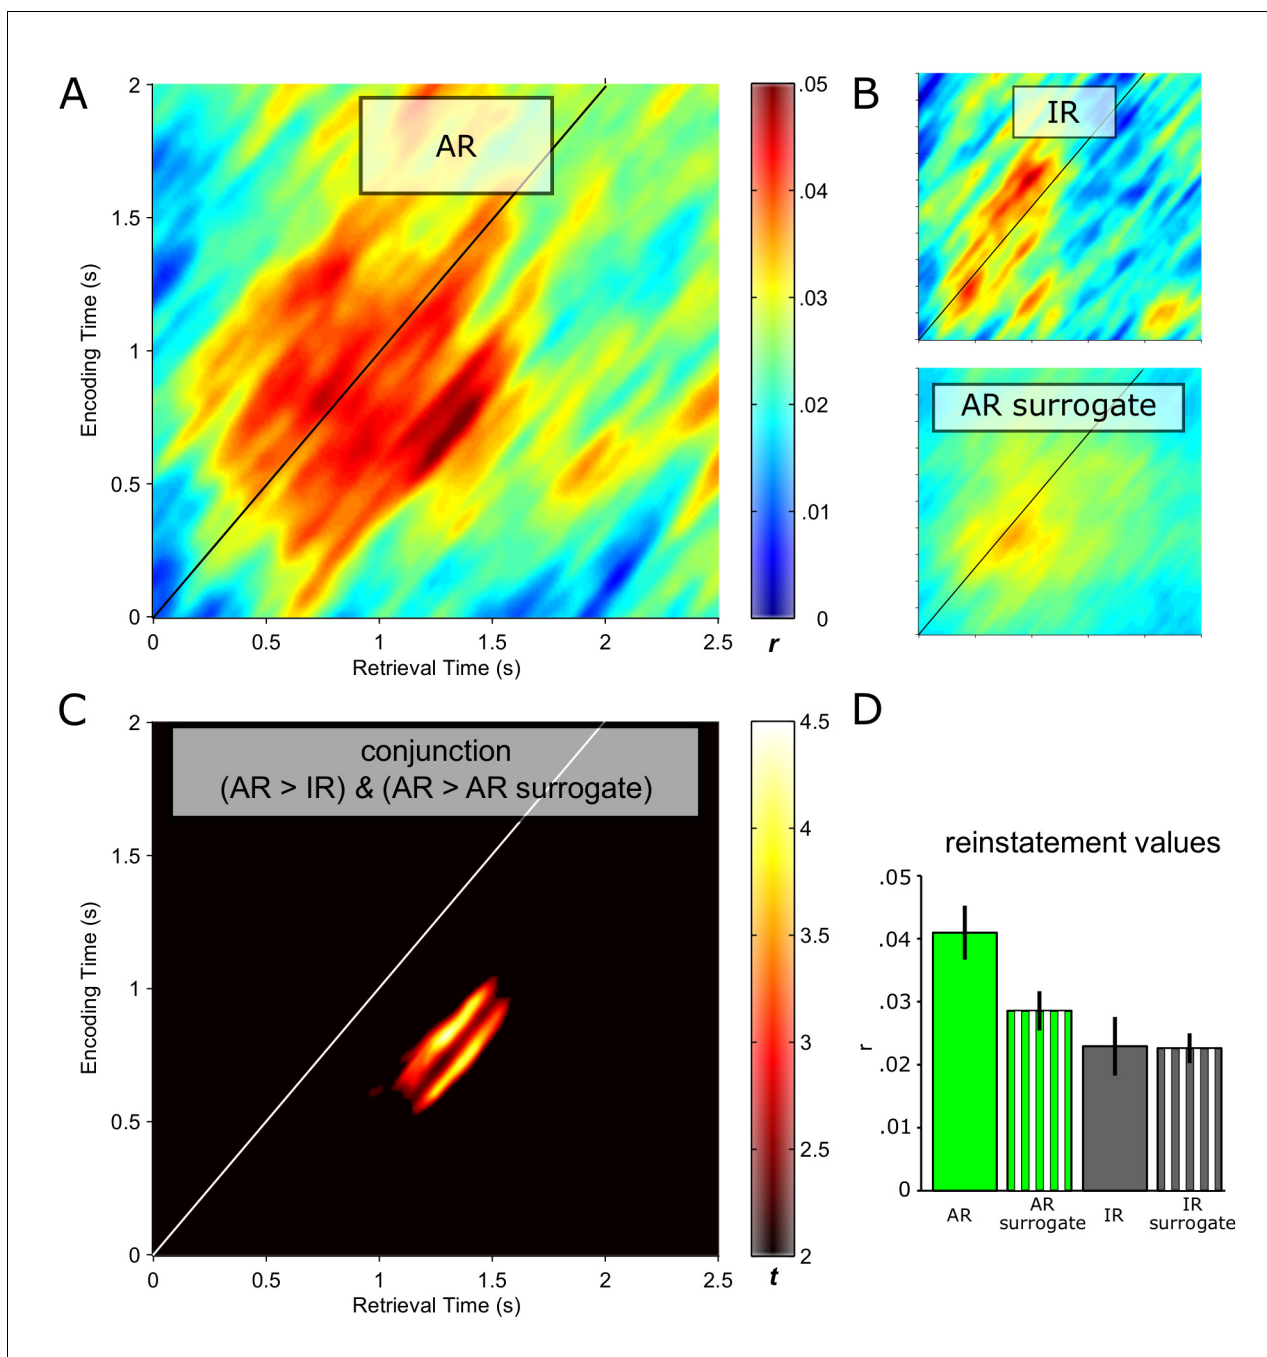 A
AR
2
1.5
1
0.5
0
Encoding Time (s)
0 0.5 1 1.5 2 2.5
Retrieval Time (s)
.05
.04
.03
.02
.01
0
r
B
IR
AR surrogate
C
conjunction
(AR > IR) & (AR > AR surrogate)
2
1.5
1
0.5
0
Encoding Time (s)
0 0.5 1 1.5 2 2.5
Retrieval Time (s)
4.5
4
3.5
3
2.5
2
t
D
reinstatement values
.05
.04
.03
.02
.01
0
r
AR
AR
surrogate
IR
IR
surrogate